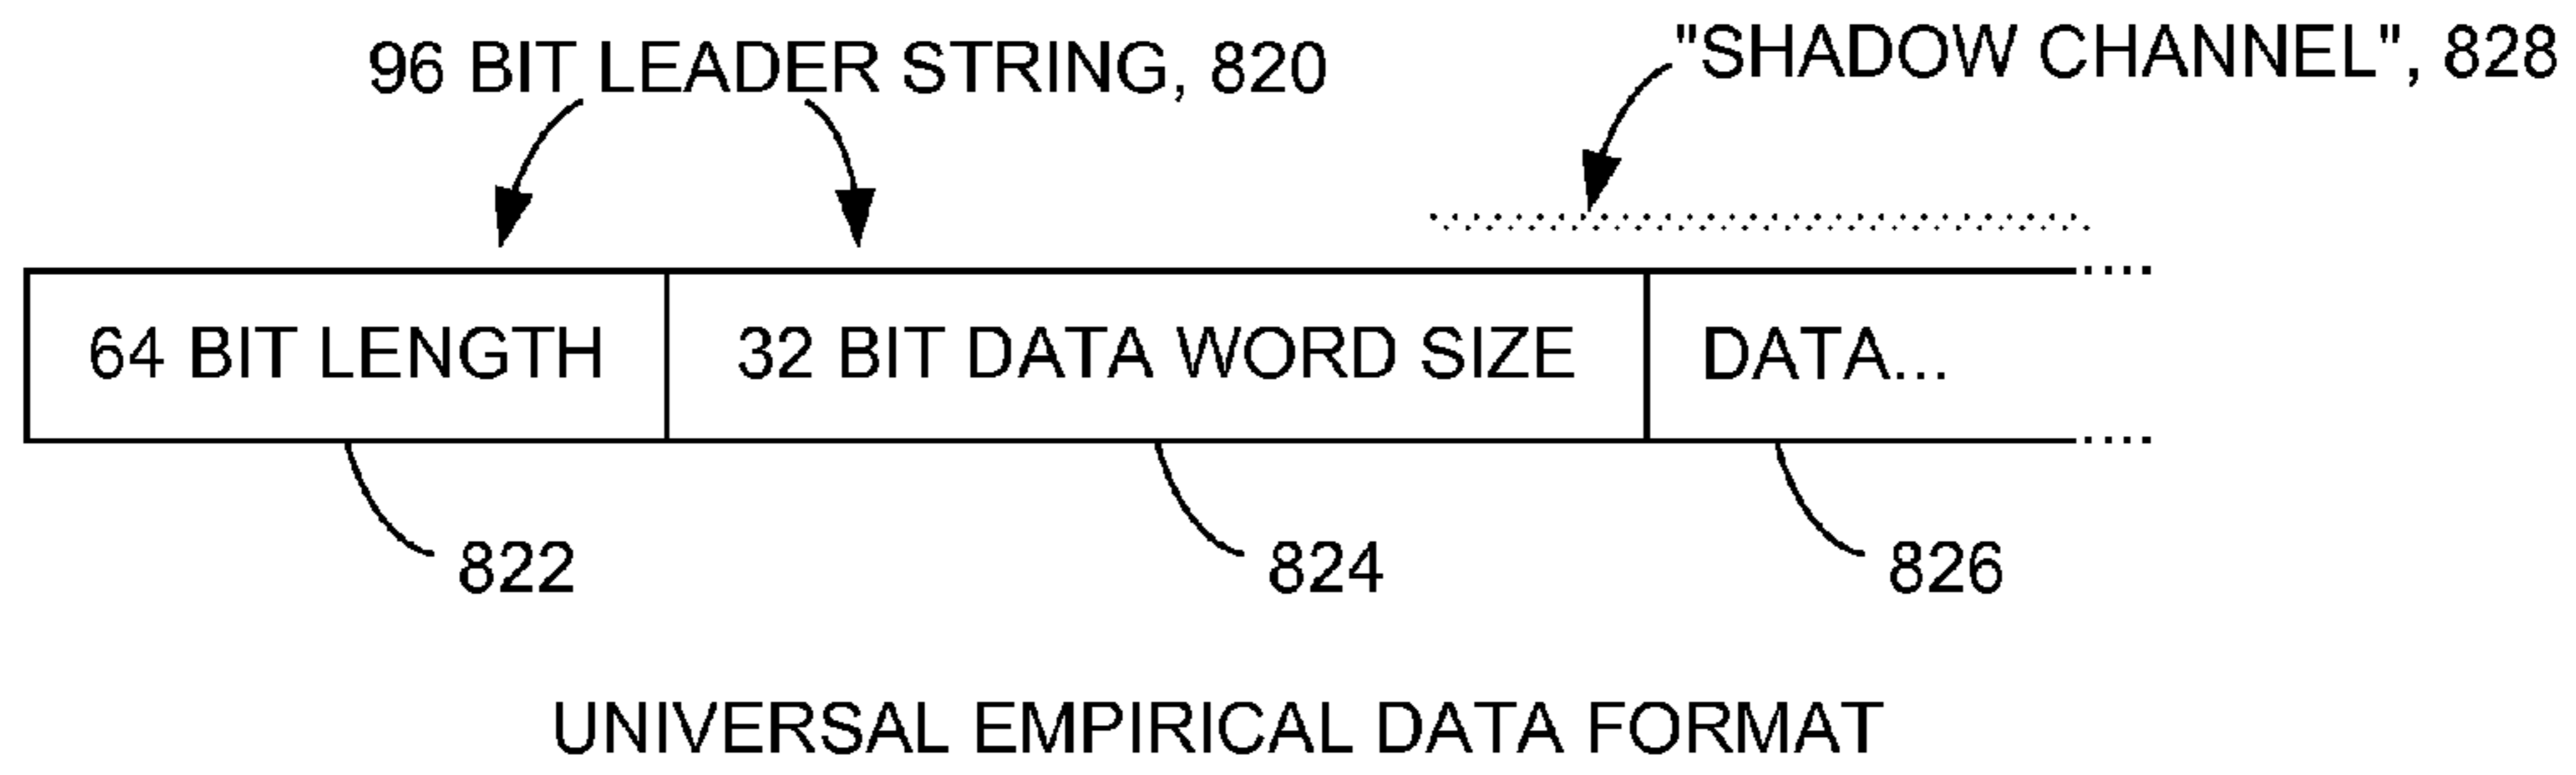 "SHADOW CHANNEL", 828
96 BIT LEADER STRING, 820
64 BIT LENGTH
32 BIT DATA WORD SIZE
DATA...
822
824
826
UNIVERSAL EMPIRICAL DATA FORMAT